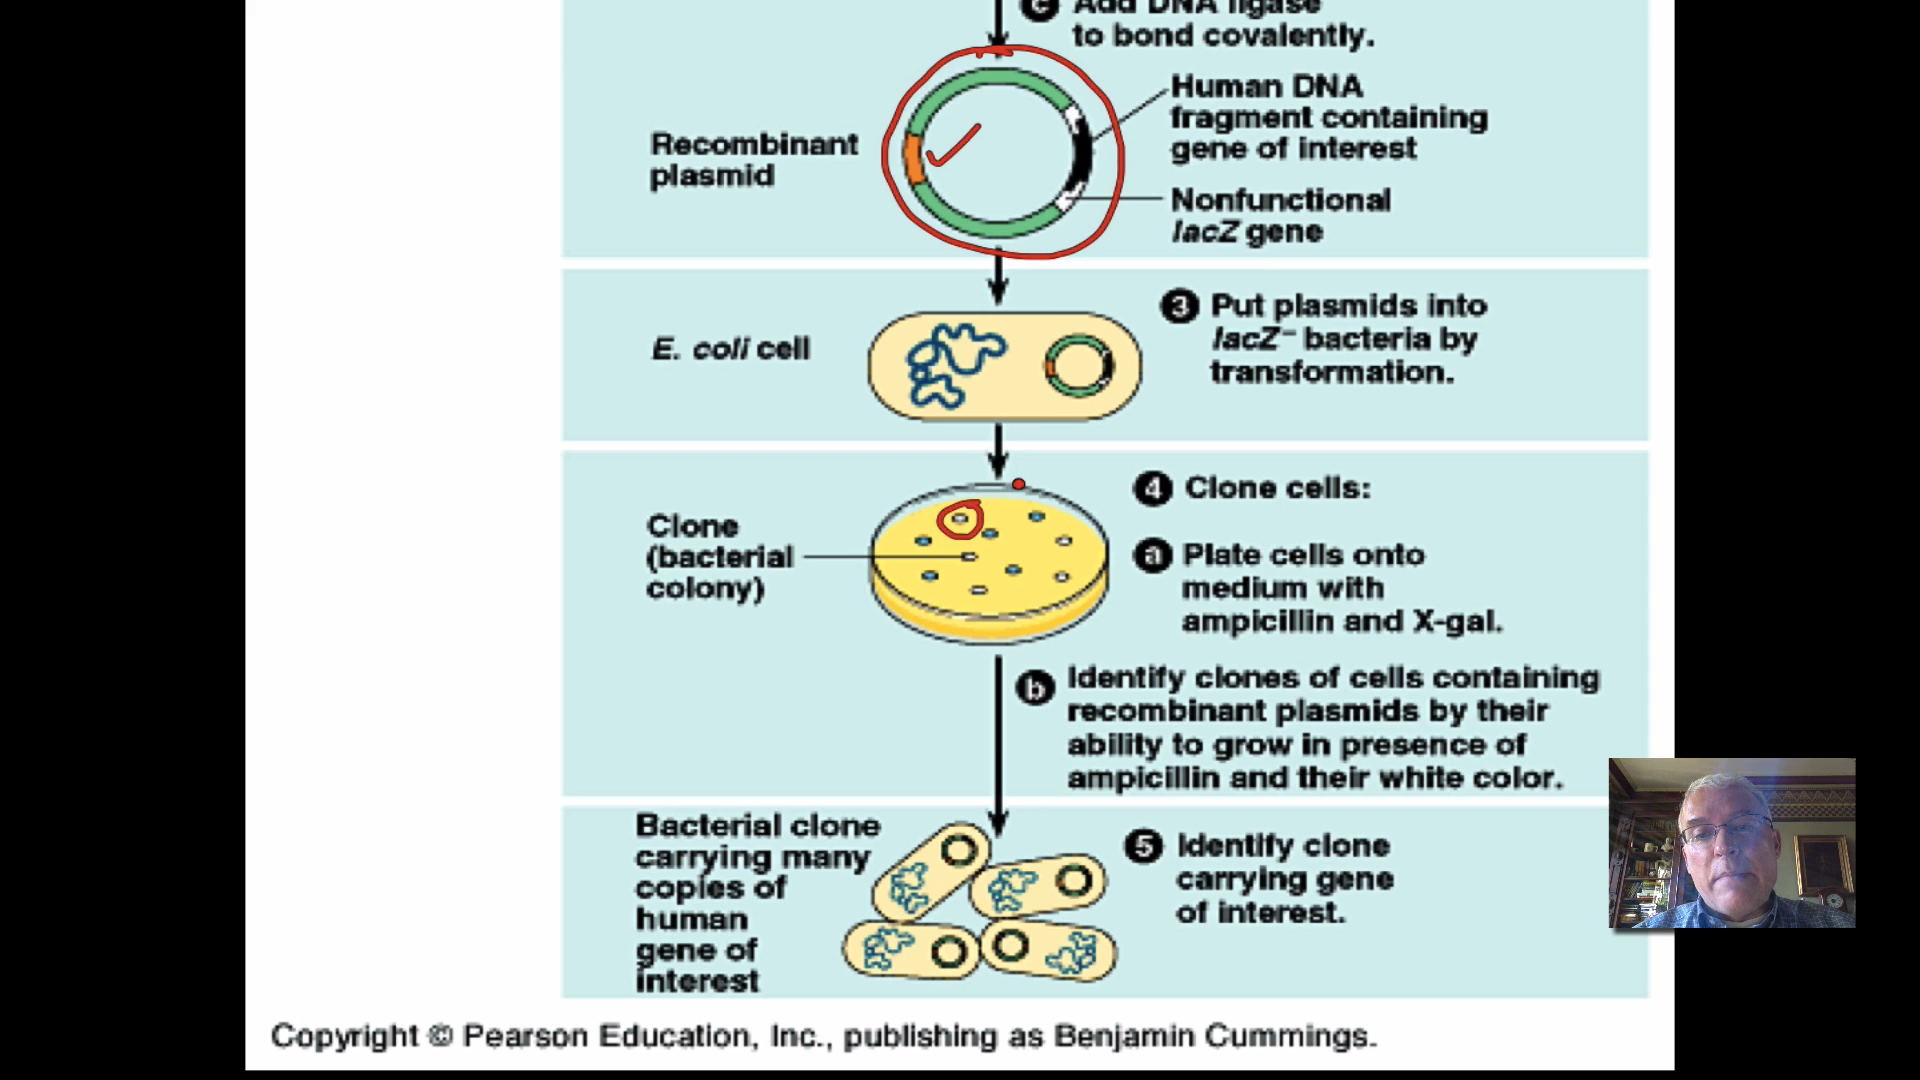 C Add DNA ligase
to bond covalently.
Human DNA
fragment containing
gene of interest
Recombinant
plasmid
Nonfunctional
lacZ gene
3 Put plasmids into
lacZ– bacteria by
transformation.
E. coli cell
4 Clone cells:
Clone
(bacterial
colony)
a Plate cells onto
medium with
ampicillin and X-gal.
b Identify clones of cells containing
recombinant plasmids by their
ability to grow in presence of
ampicillin and their white color.
Bacterial clone
carrying many
copies of
human
gene of
interest
5 Identify clone
carrying gene
of interest.
Copyright © Pearson Education, Inc., publishing as Benjamin Cummings.